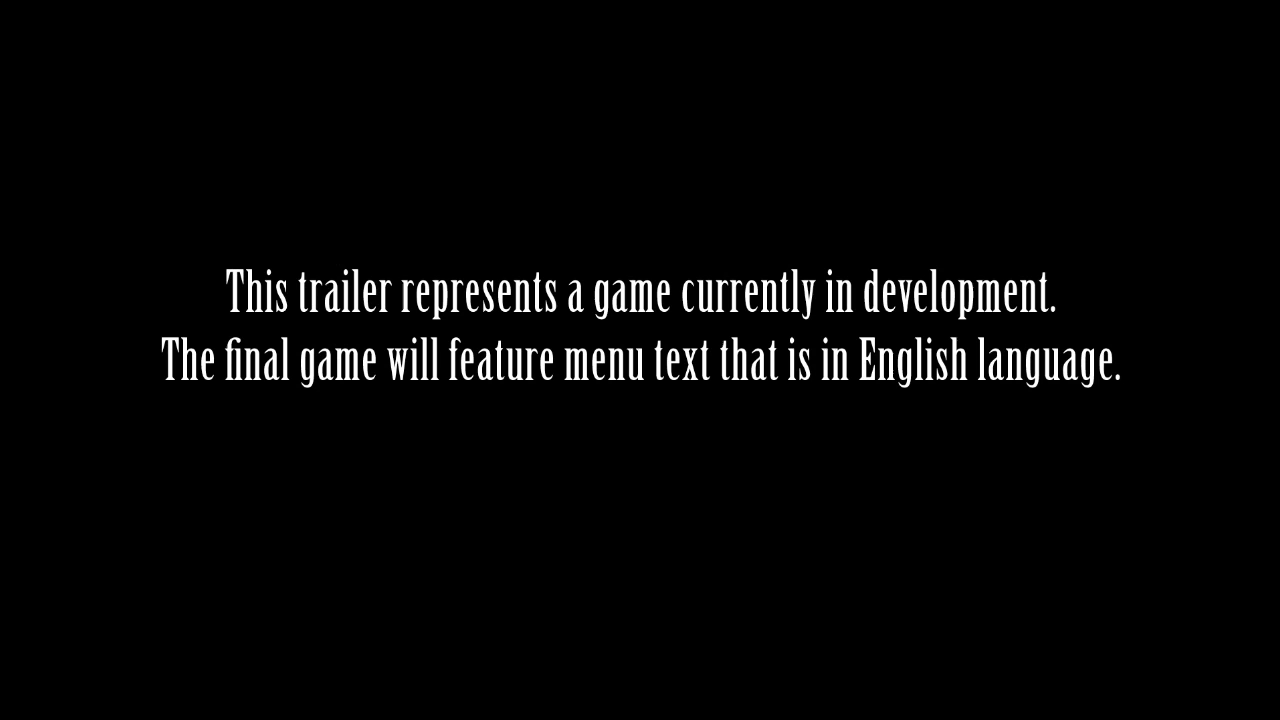 This trailer represents a game currently in development.
The final game will feature menu text that is in English language.